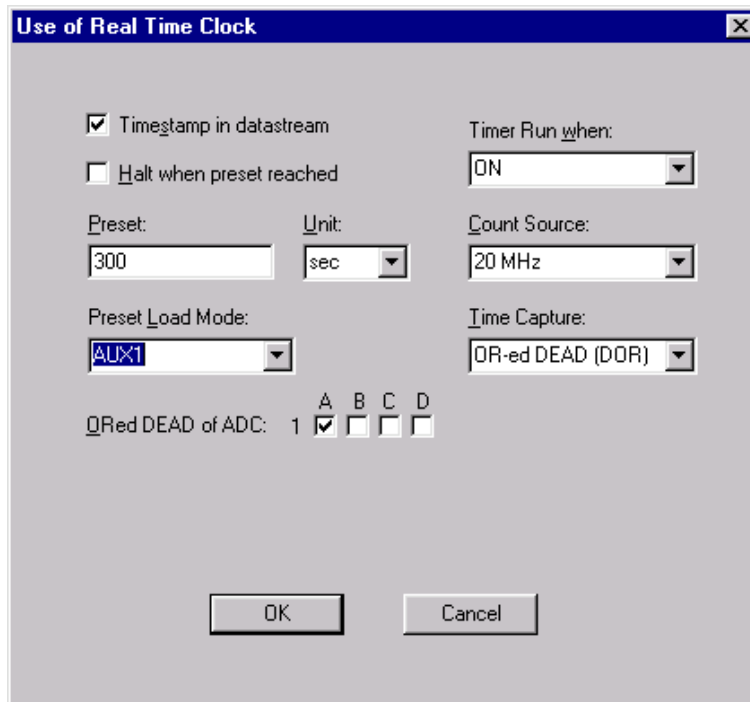 Use of Real Time Clock
Timestamp in datastream
Halt when preset reached
Timer Run when:
ON
Preset:
Unit:
Count Source:
300
sec
20 MHz
Preset Load Mode:
Time Capture:
AUX1
OR-ed DEAD (DOR)
A B C D
ORed DEAD of ADC: 1
OK
Cancel